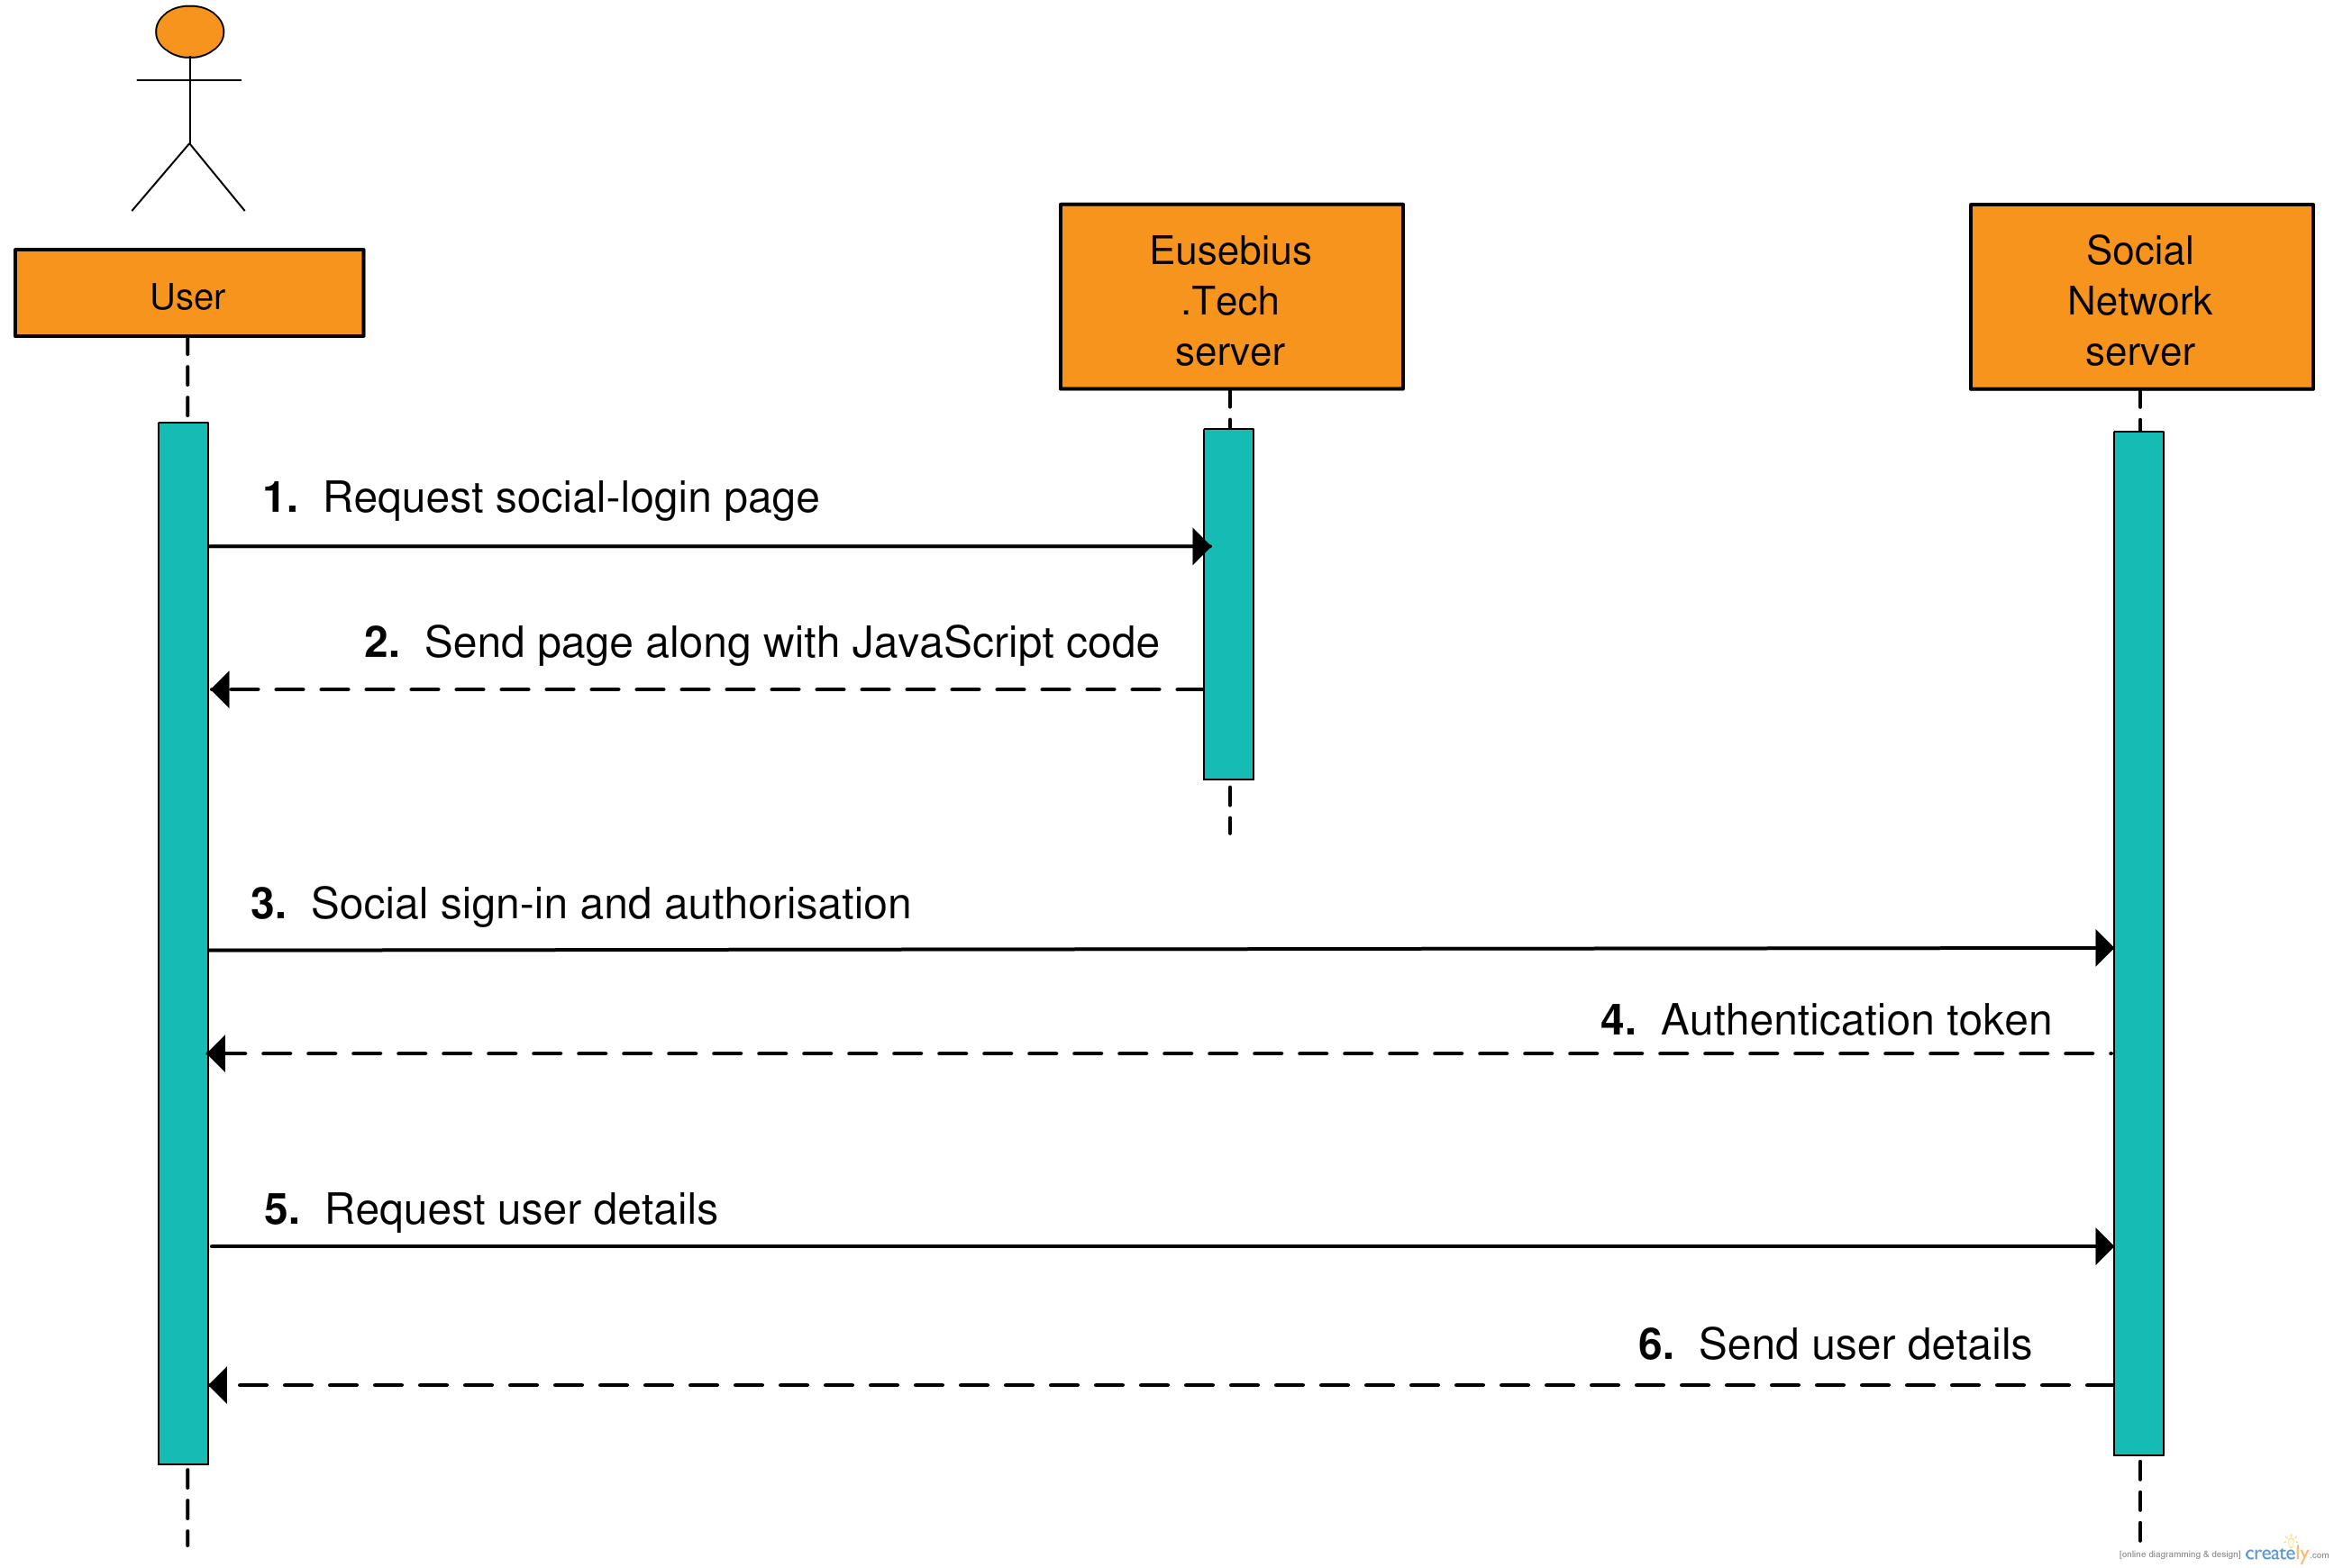 User
Eusebius
.Tech
server
Social
Network
server
1. Request social-login page
2. Send page along with JavaScript code
3. Social sign-in and authorisation
4. Authentication token
5. Request user details
6. Send user details
[online diagramming & design] creately.com